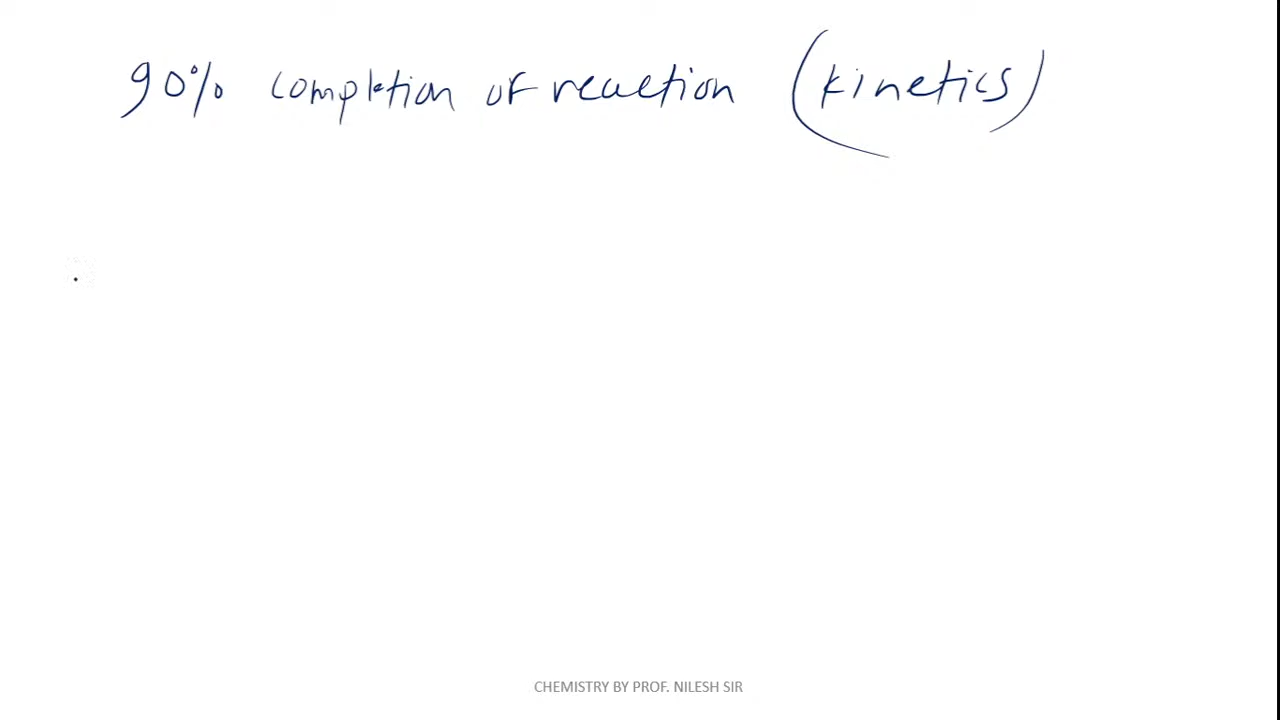 90% completion of reaction (kinetics)
CHEMISTRY BY PROF. NILESH SIR